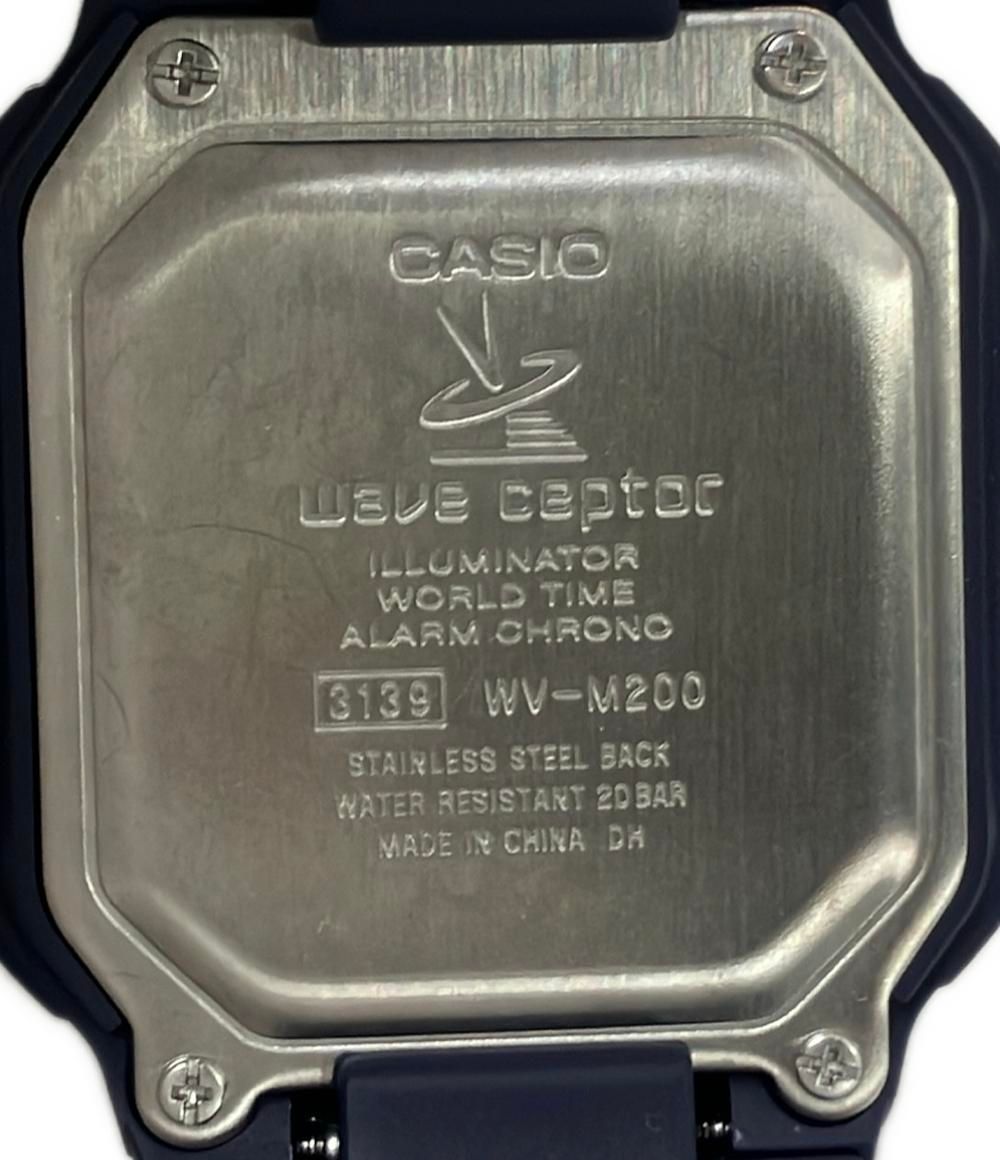 CASIO
wave ceptor
ILLUMINATOR
WORLD TIME
ALARM CHRONO
3139 WV-M200
STAINLESS STEEL BACK
WATER RESISTANT 20BAR
MADE IN CHINA DH